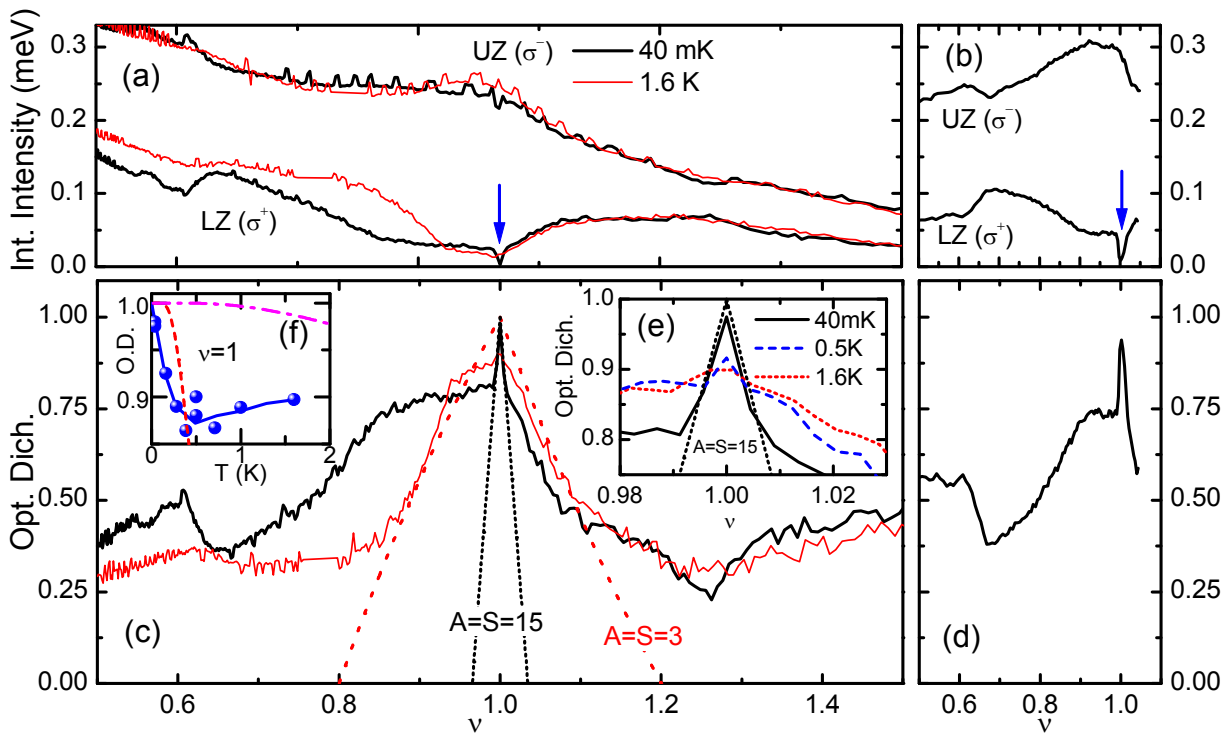 Int. Intensity (meV)
0.3
0.2
0.1
0.0
(a)
UZ (σ⁻)
40 mK
1.6 K
LZ (σ⁺)
(b)
UZ (σ⁻)
LZ (σ⁺)
0.3
0.2
0.1
0.0
Opt. Dich.
1.00
0.75
0.50
0.25
0.00
(c)
A=S=15
A=S=3
0.6
0.8
1.0
1.2
1.4
ν
(f)
O.D.
1.0
0.9
ν=1
0
1
2
T (K)
(e)
Opt. Dich.
1.0
0.9
0.8
40mK
0.5K
1.6K
A=S=15
0.98
1.00
1.02
ν
(d)
1.00
0.75
0.50
0.25
0.00
0.6
0.8
1.0
ν